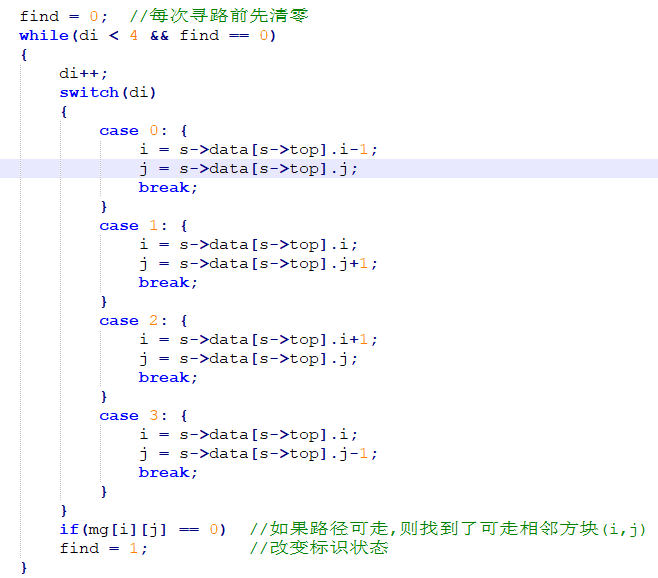 find = 0;  //每次寻路前先清零
while(di < 4 && find == 0)
{
    di++;
    switch(di)
    {
        case 0: {
            i = s->data[s->top].i-1;
            j = s->data[s->top].j;
            break;
        }
        case 1: {
            i = s->data[s->top].i;
            j = s->data[s->top].j+1;
            break;
        }
        case 2: {
            i = s->data[s->top].i+1;
            j = s->data[s->top].j;
            break;
        }
        case 3: {
            i = s->data[s->top].i;
            j = s->data[s->top].j-1;
            break;
        }
    }
    if(mg[i][j] == 0)  //如果路径可走,则找到了可走相邻方块(i,j)
    find = 1;          //改变标识状态
}